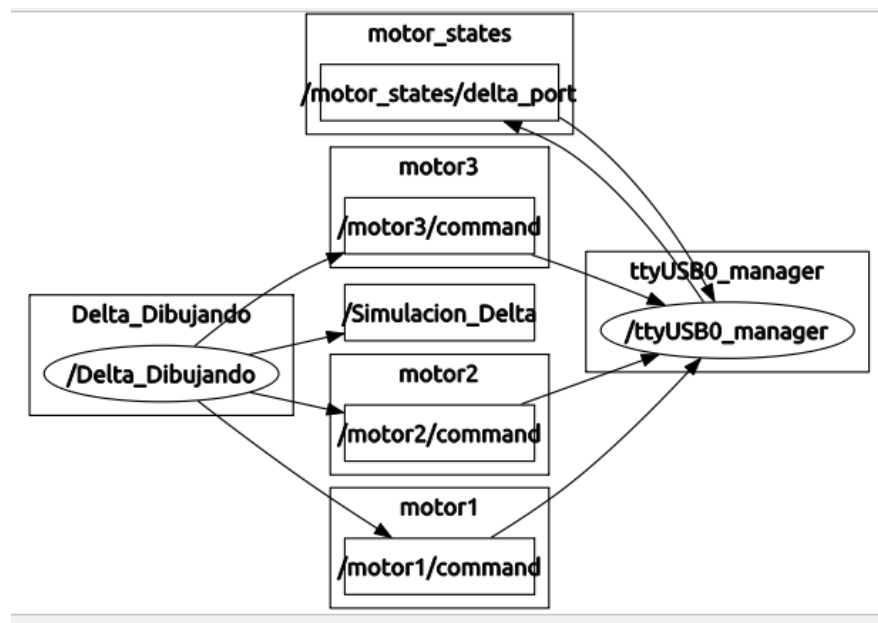 motor_states
/motor_states/delta_port
motor3
/motor3/command
ttyUSB0_manager
/ttyUSB0_manager
Delta_Dibujando
/Delta_Dibujando
/Simulacion_Delta
motor2
/motor2/command
motor1
/motor1/command